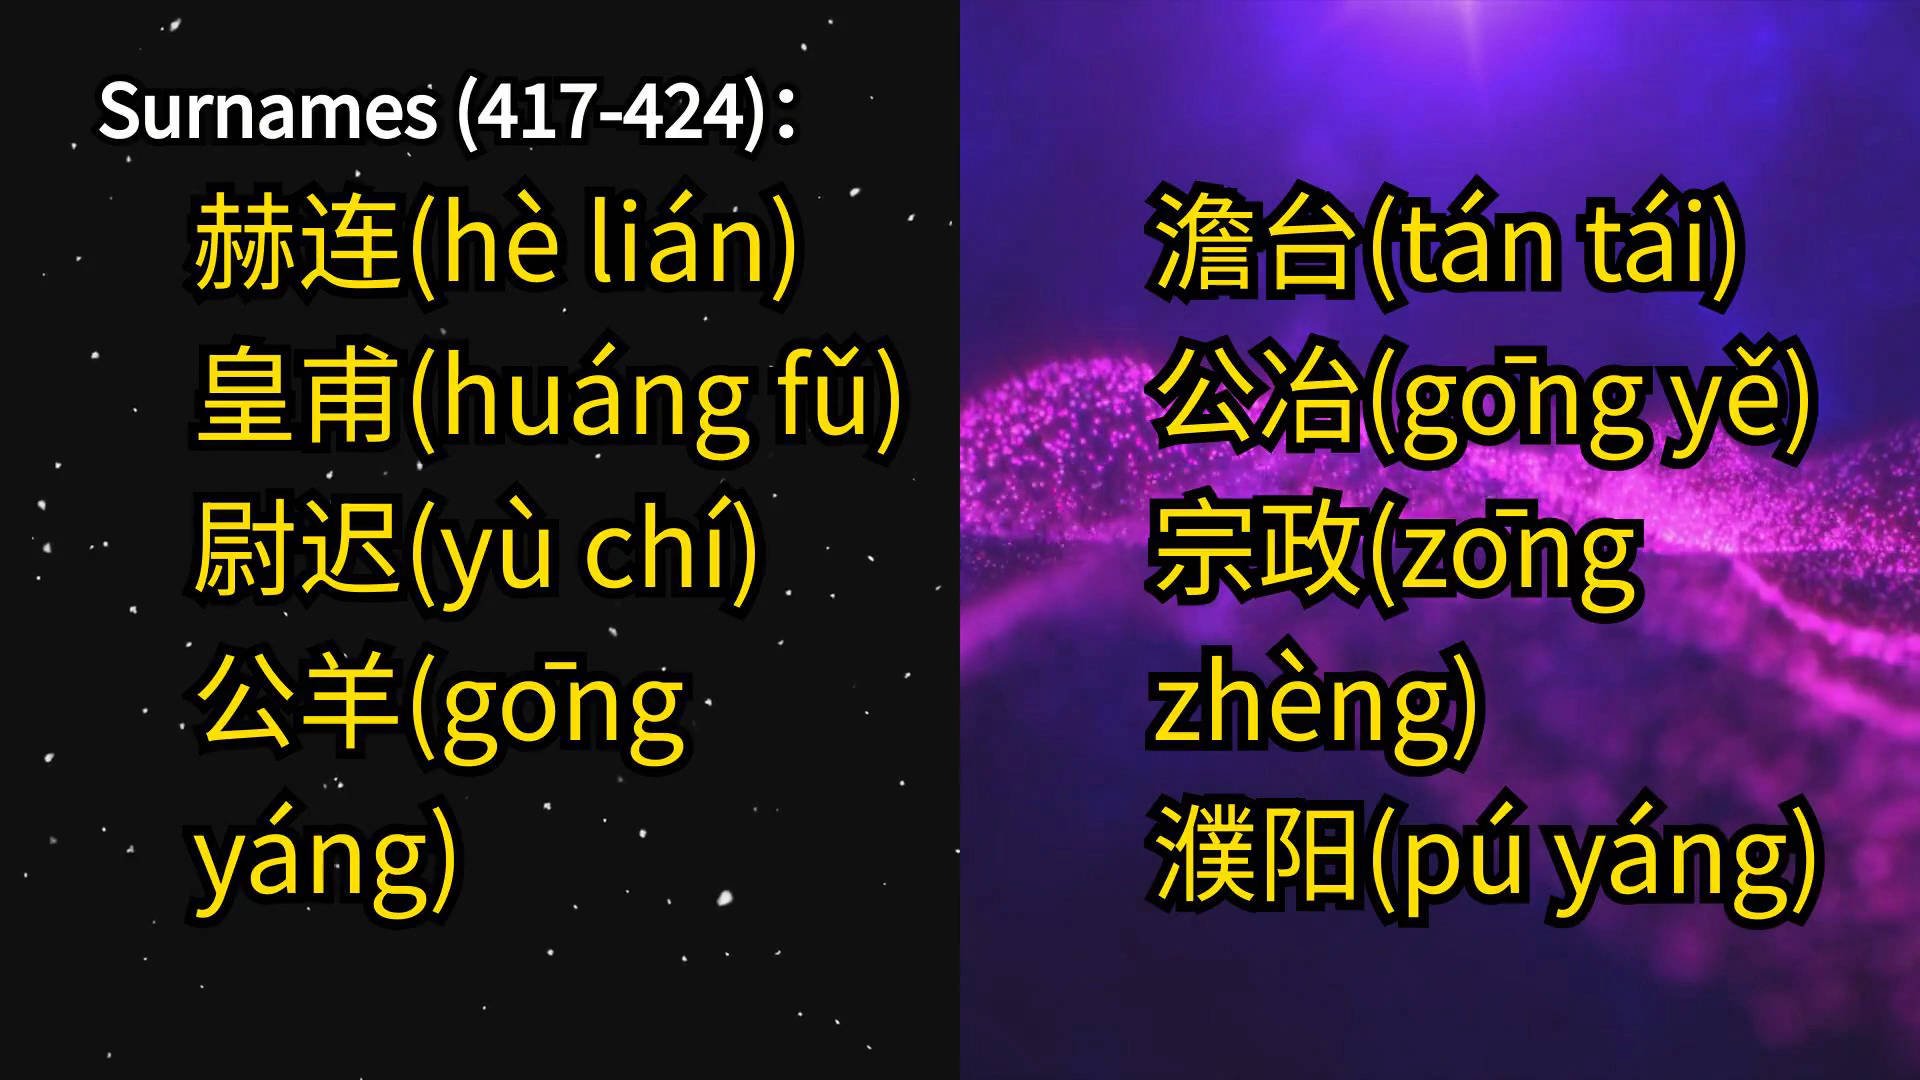 Surnames (417-424)：
赫连(hè lián)
皇甫(huáng fǔ)
尉迟(yù chí)
公羊(gōng
yáng)
澹台(tán tái)
公冶(gōng yě)
宗政(zōng
zhèng)
濮阳(pú yáng)